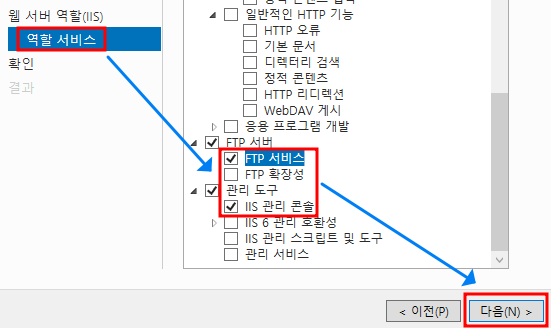 웹 서버 역할(IIS)
역할 서비스
확인
결과
일반적인 HTTP 기능
HTTP 오류
기본 문서
디렉터리 검색
정적 콘텐츠
HTTP 리디렉션
WebDAV 게시
응용 프로그램 개발
FTP 서버
FTP 서비스
FTP 확장성
관리 도구
IIS 관리 콘솔
IIS 6 관리 호환성
IIS 관리 스크립트 및 도구
관리 서비스
< 이전(P)
다음(N) >